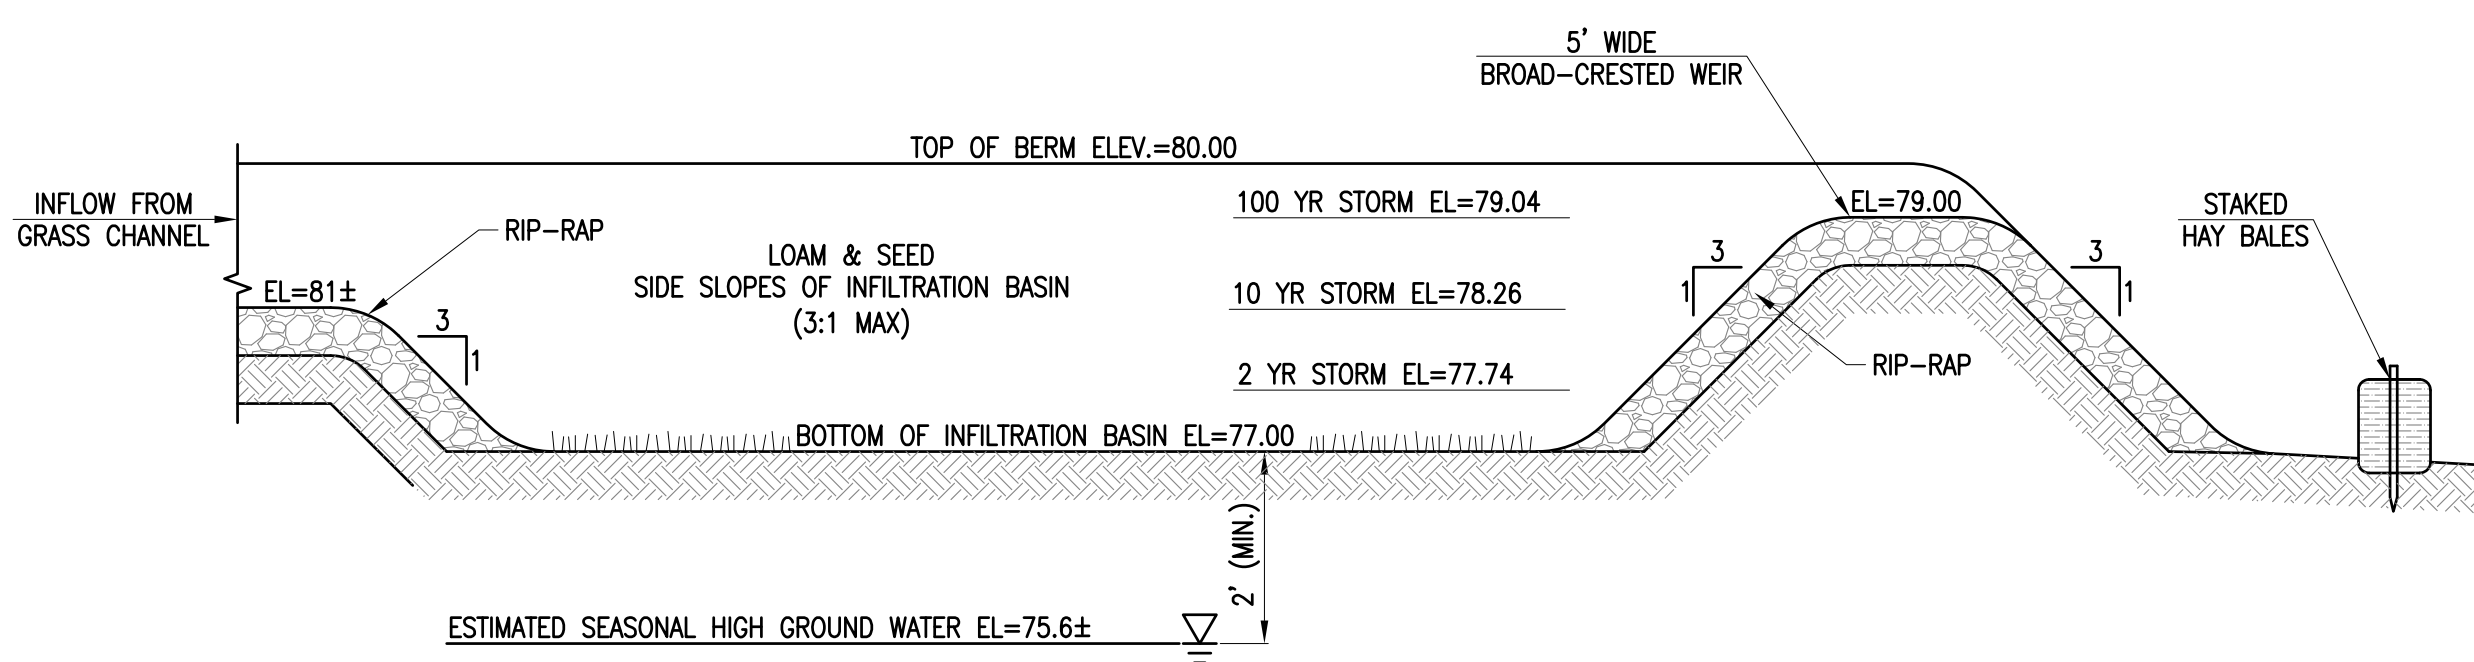 5' WIDE
BROAD-CRESTED WEIR
TOP OF BERM ELEV.=80.00
INFLOW FROM
GRASS CHANNEL
RIP-RAP
100 YR STORM EL=79.04
EL=79.00
STAKED
HAY BALES
LOAM & SEED
SIDE SLOPES OF INFILTRATION BASIN
(3:1 MAX)
EL=81±
3
1
10 YR STORM EL=78.26
3
1
3
1
2 YR STORM EL=77.74
RIP-RAP
BOTTOM OF INFILTRATION BASIN EL=77.00
2' (MIN.)
ESTIMATED SEASONAL HIGH GROUND WATER EL=75.6±